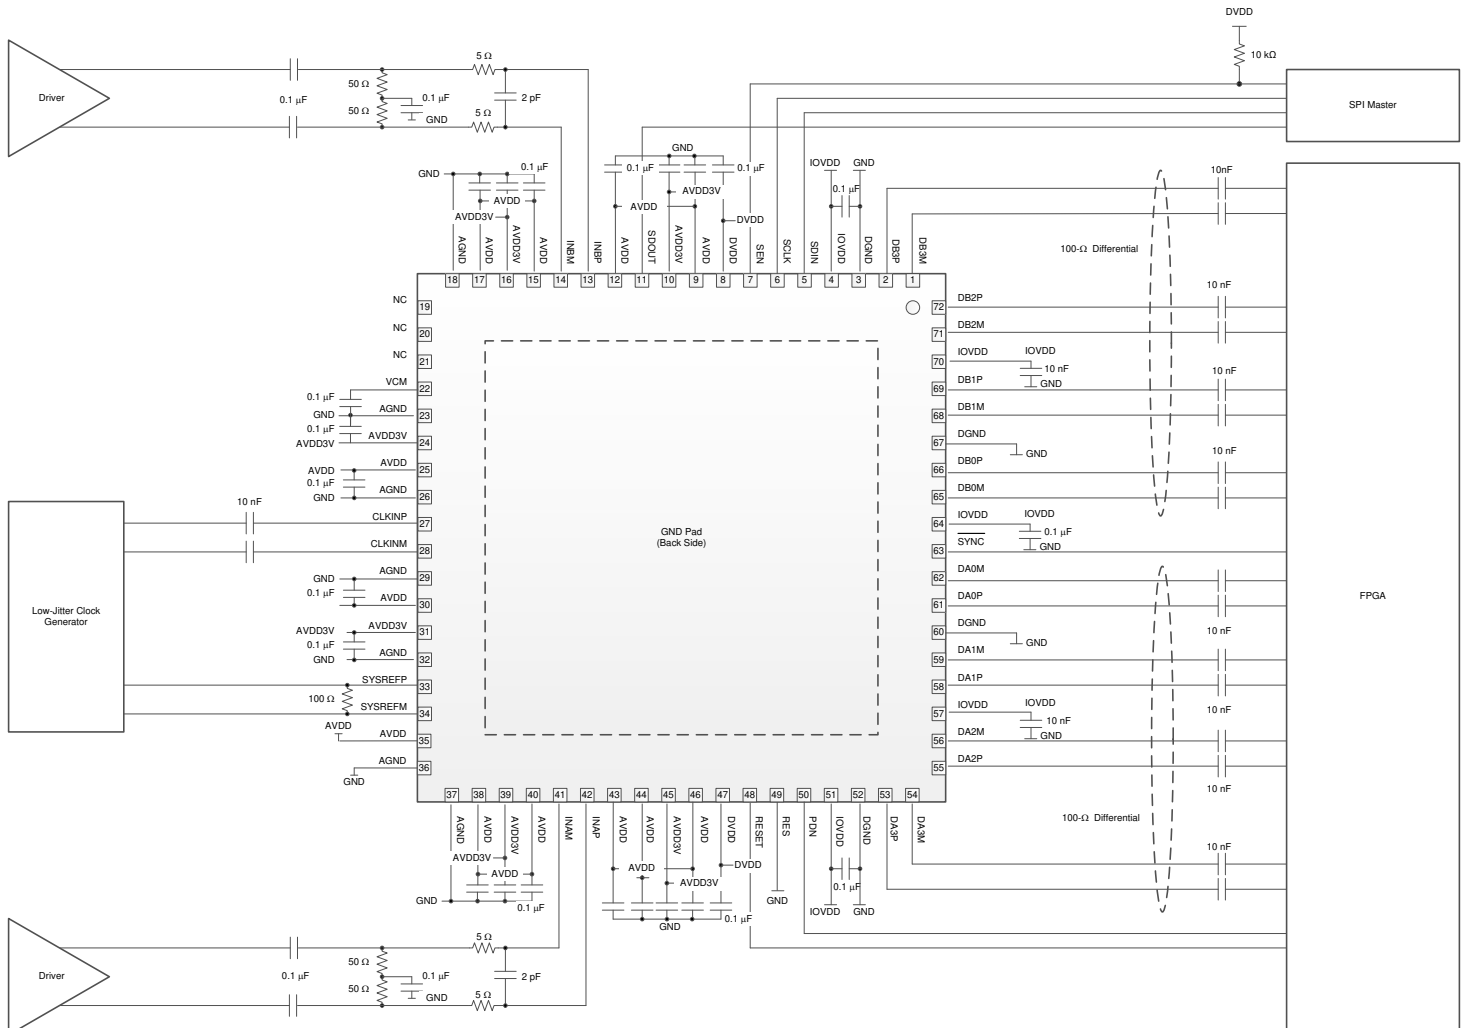 DVDD
10 kΩ
SPI Master
Driver
0.1 µF
50 Ω
50 Ω
0.1 µF
GND
5 Ω
5 Ω
2 pF
GND
0.1 µF
AVDD
AVDD3V
GND
0.1 µF
0.1 µF
AVDD3V
AVDD
DVDD
IOVDD
GND
0.1 µF
10nF
100-Ω Differential
AGND
AVDD
AVDD3V
AVDD
INBM
INBP
AVDD
SDOUT
AVDD3V
AVDD
DVDD
SEN
SCLK
SDIN
IOVDD
DGND
DB3P
DB3M
18 17 16 15 14 13 12 11 10 9 8 7 6 5 4 3 2 1
NC
19
NC
20
NC
21
VCM
22
0.1 µF
GND
AGND
23
0.1 µF
AVDD3V
AVDD3V
24
AVDD
AVDD
25
0.1 µF
GND
AGND
26
10 nF
CLKINP
27
CLKINM
28
GND
AGND
29
0.1 µF
AVDD
30
AVDD3V
AVDD3V
31
0.1 µF
GND
AGND
32
SYSREFP
33
100 Ω
SYSREFM
34
AVDD
AVDD
35
AGND
36
GND
Low-Jitter Clock
Generator
GND Pad
(Back Side)
72
DB2P
10 nF
71
DB2M
70
IOVDD
IOVDD
10 nF
GND
69
DB1P
10 nF
68
DB1M
67
DGND
GND
66
DB0P
10 nF
65
DB0M
64
IOVDD
IOVDD
0.1 µF
GND
63
SYNC
62
DA0M
61
DA0P
10 nF
60
DGND
GND
59
DA1M
58
DA1P
10 nF
57
IOVDD
IOVDD
10 nF
GND
56
DA2M
55
DA2P
10 nF
FPGA
37 38 39 40 41 42 43 44 45 46 47 48 49 50 51 52 53 54
AGND
AVDD
AVDD3V
AVDD
INAM
INAP
AVDD
AVDD
AVDD3V
AVDD
DVDD
RESET
RES
PDN
IOVDD
DGND
DA3P
DA3M
100-Ω Differential
10 nF
AVDD3V
AVDD
GND
0.1 µF
AVDD
AVDD3V
DVDD
GND
0.1 µF
GND
0.1 µF
IOVDD
GND
Driver
0.1 µF
50 Ω
50 Ω
0.1 µF
GND
5 Ω
5 Ω
2 pF